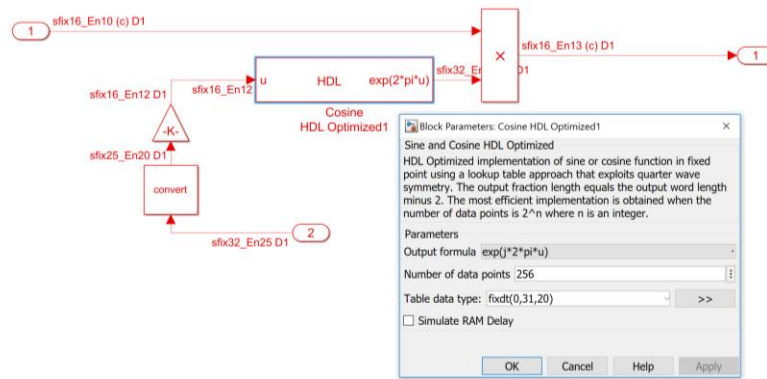 sfix16_En10 (c) D1
1
sfix16_En13 (c) D1
×
1
sfix16_En12 D1
sfix16_En12
u
HDL
exp(2*pi*u)
sfix32_En
D1
Cosine
HDL Optimized1
-K-
sfix25_En20 D1
convert
2
sfix32_En25 D1
Block Parameters: Cosine HDL Optimized1
Sine and Cosine HDL Optimized
HDL Optimized implementation of sine or cosine function in fixed
point using a lookup table approach that exploits quarter wave
symmetry. The output fraction length equals the output word length
minus 2. The most efficient implementation is obtained when the
number of data points is 2^n where n is an integer.
Parameters
Output formula exp(j*2*pi*u)
Number of data points 256
Table data type: fixdt(0,31,20)
>>
Simulate RAM Delay
OK
Cancel
Help
Apply